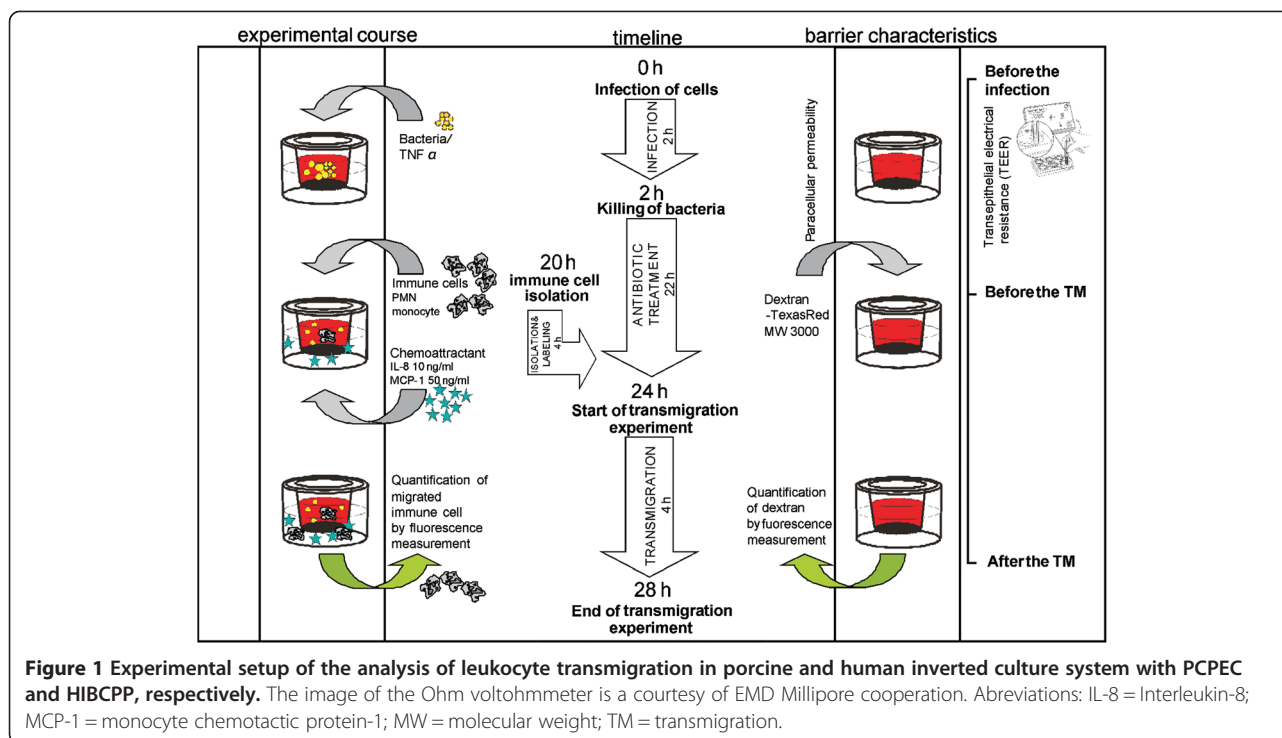 experimental course
timeline
barrier characteristics
0 h
Infection of cells
INFECTION
2 h
2 h
Killing of bacteria
ANTIBIOTIC
TREATMENT
22 h
20 h
immune cell
isolation
ISOLATION&
LABELING
4 h
24 h
Start of transmigration
experiment
TRANSMIGRATION
4 h
28 h
End of transmigration
experiment
Bacteria/
TNF α
Immune cells
PMN
monocyte
Chemoattractant
IL-8 10 ng/ml
MCP-1 50 ng/ml
Quantification of
migrated
immune cell
by fluorescence
measurement
Paracellular permeability
Dextran
-TexasRed
MW 3000
Quantification
of dextran
by fuorescence
measurement
Before the
infection
Transepithelial electrical
resistance (TEER)
Before the TM
After the TM
Figure 1 Experimental setup of the analysis of leukocyte transmigration in porcine and human inverted culture system with PCPEC
and HIBCPP, respectively. The image of the Ohm voltohmmeter is a courtesy of EMD Millipore cooperation. Abreviations: IL-8 = Interleukin-8;
MCP-1 = monocyte chemotactic protein-1; MW = molecular weight; TM = transmigration.